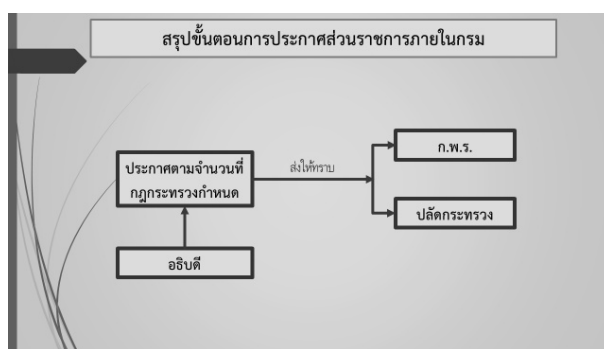 สรุปขั้นตอนการประกาศส่วนราชการภายในกรม
ประกาศตามจำนวนที่
กฎกระทรวงกำหนด
ส่งให้ทราบ
ก.พ.ร.
ปลัดกระทรวง
อธิบดี